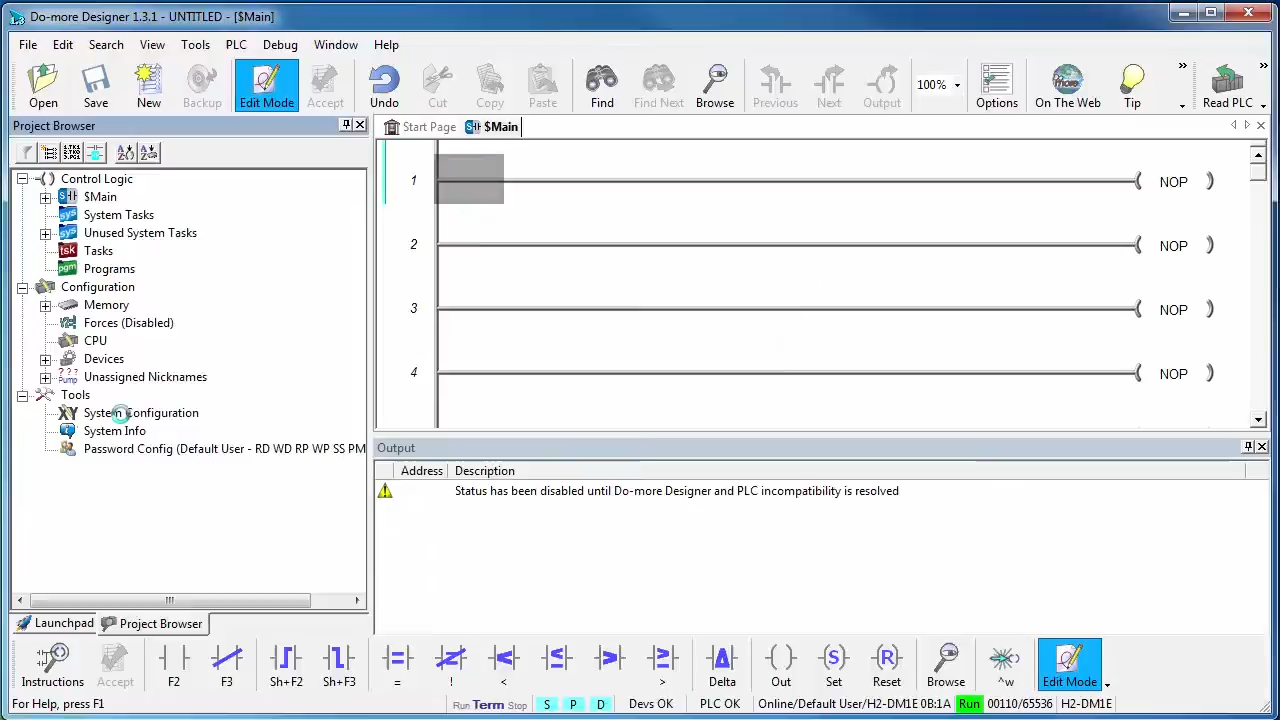 Do-more Designer 1.3.1 - UNTITLED - [$Main]
File Edit Search View Tools PLC Debug Window Help
Open Save New Backup Edit Mode Accept Undo Cut Copy Paste Find Find Next Browse Previous Next Output 100% Options On The Web Tip Read PLC
Project Browser
Start Page $Main
Control Logic
$Main
System Tasks
Unused System Tasks
Tasks
Programs
Configuration
Memory
Forces (Disabled)
CPU
Devices
Unassigned Nicknames
Tools
System Configuration
System Info
Password Config (Default User - RD WD RP WP SS PM
Launchpad Project Browser
1 NOP
2 NOP
3 NOP
4 NOP
Output
Address Description
Status has been disabled until Do-more Designer and PLC incompatibility is resolved
Instructions Accept F2 F3 Sh+F2 Sh+F3 = ! < > Delta Out Set Reset Browse ^w Edit Mode
For Help, press F1
Run Term Stop S P D Devs OK PLC OK Online/Default User/H2-DM1E 0B:1A Run 00110/65536 H2-DM1E